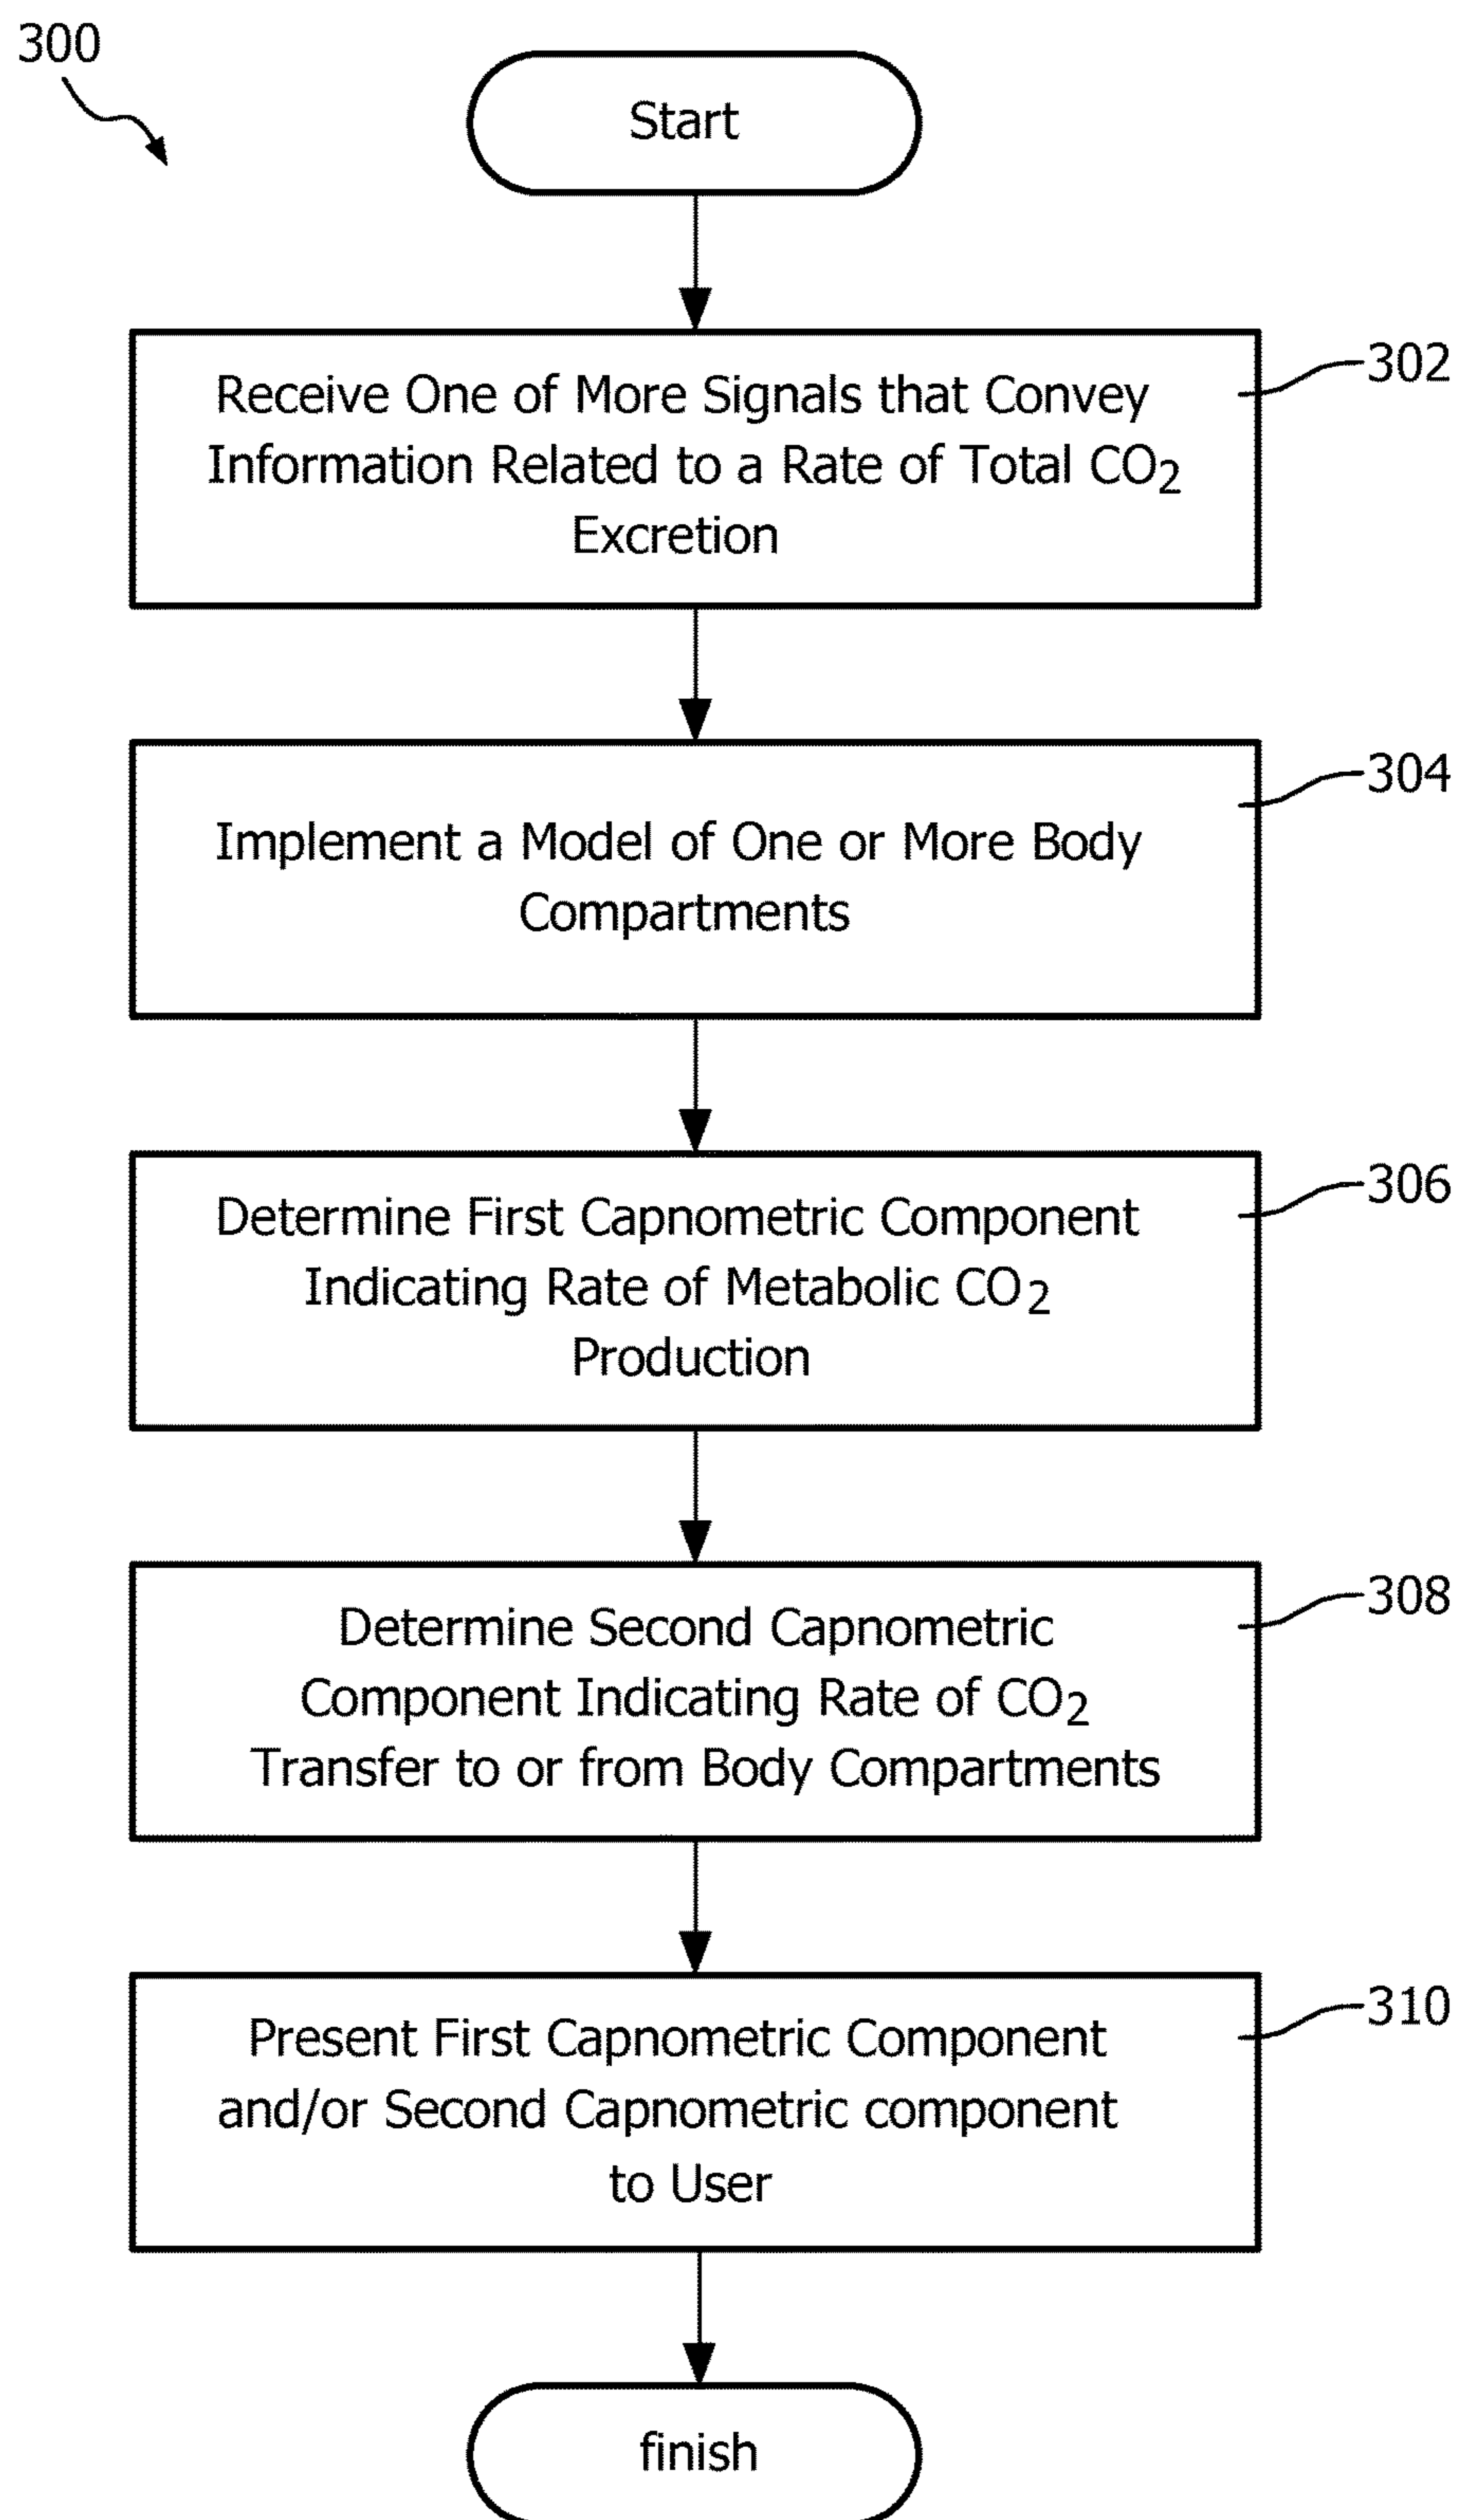 300
Start
Receive One of More Signals that Convey
Information Related to a Rate of Total CO₂
Excretion
302
Implement a Model of One or More Body
Compartments
304
Determine First Capnometric Component
Indicating Rate of Metabolic CO₂
Production
306
Determine Second Capnometric
Component Indicating Rate of CO₂
Transfer to or from Body Compartments
308
Present First Capnometric Component
and/or Second Capnometric component
to User
310
finish